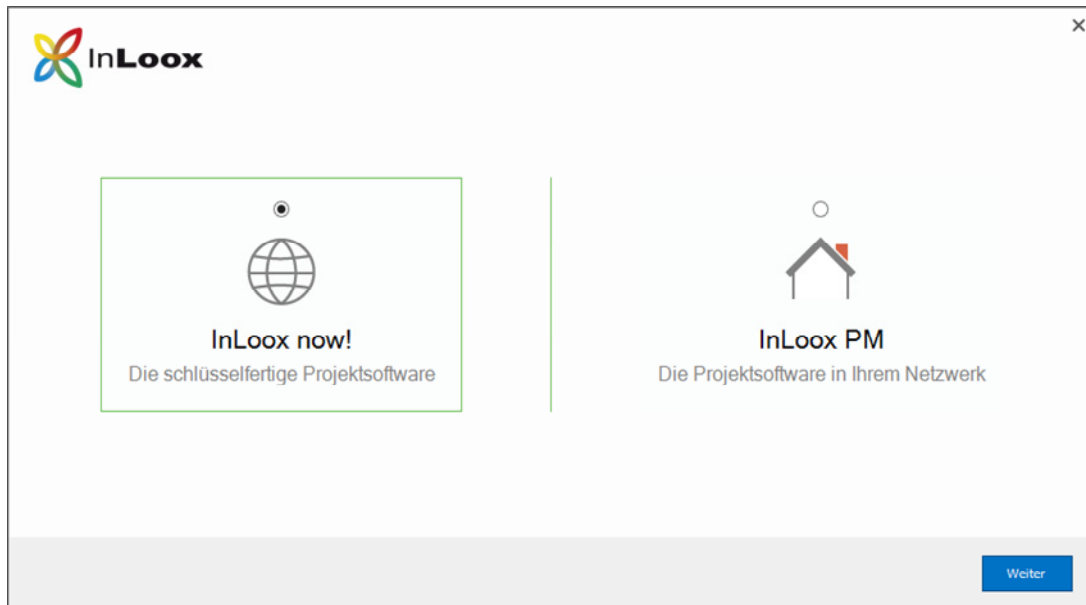 InLoox
InLoox now!
Die schlüsselfertige Projektsoftware
InLoox PM
Die Projektsoftware in Ihrem Netzwerk
Weiter